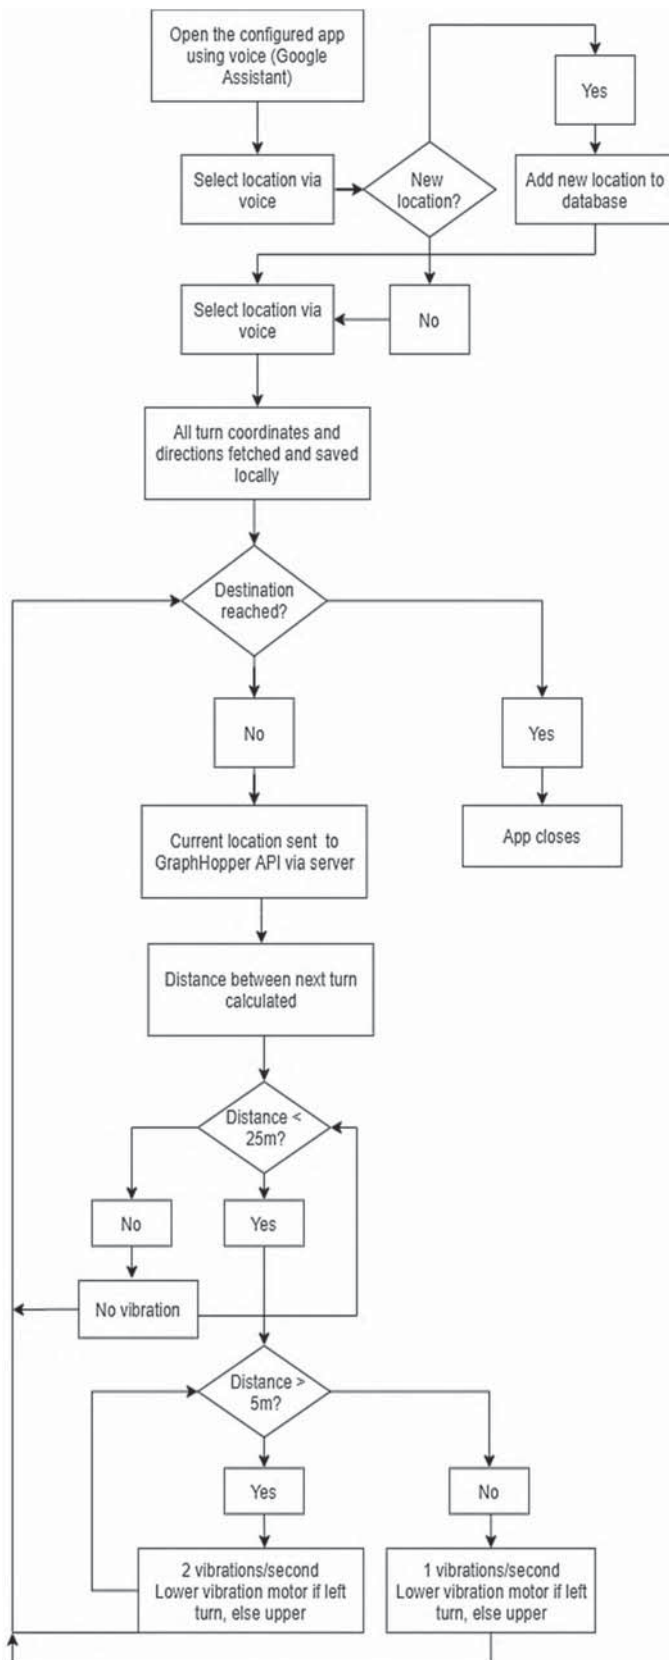 Open the configured app
using voice (Google
Assistant)
Yes
Select location via
voice
New
location?
Add new location to
database
Select location via
voice
No
All turn coordinates and
directions fetched and saved
locally
Destination
reached?
No
Yes
Current location sent to
GraphHopper API via server
App closes
Distance between next turn
calculated
Distance <
25m?
No
Yes
No vibration
Distance >
5m?
Yes
No
2 vibrations/second
Lower vibration motor if left
turn, else upper
1 vibrations/second
Lower vibration motor if left
turn, else upper